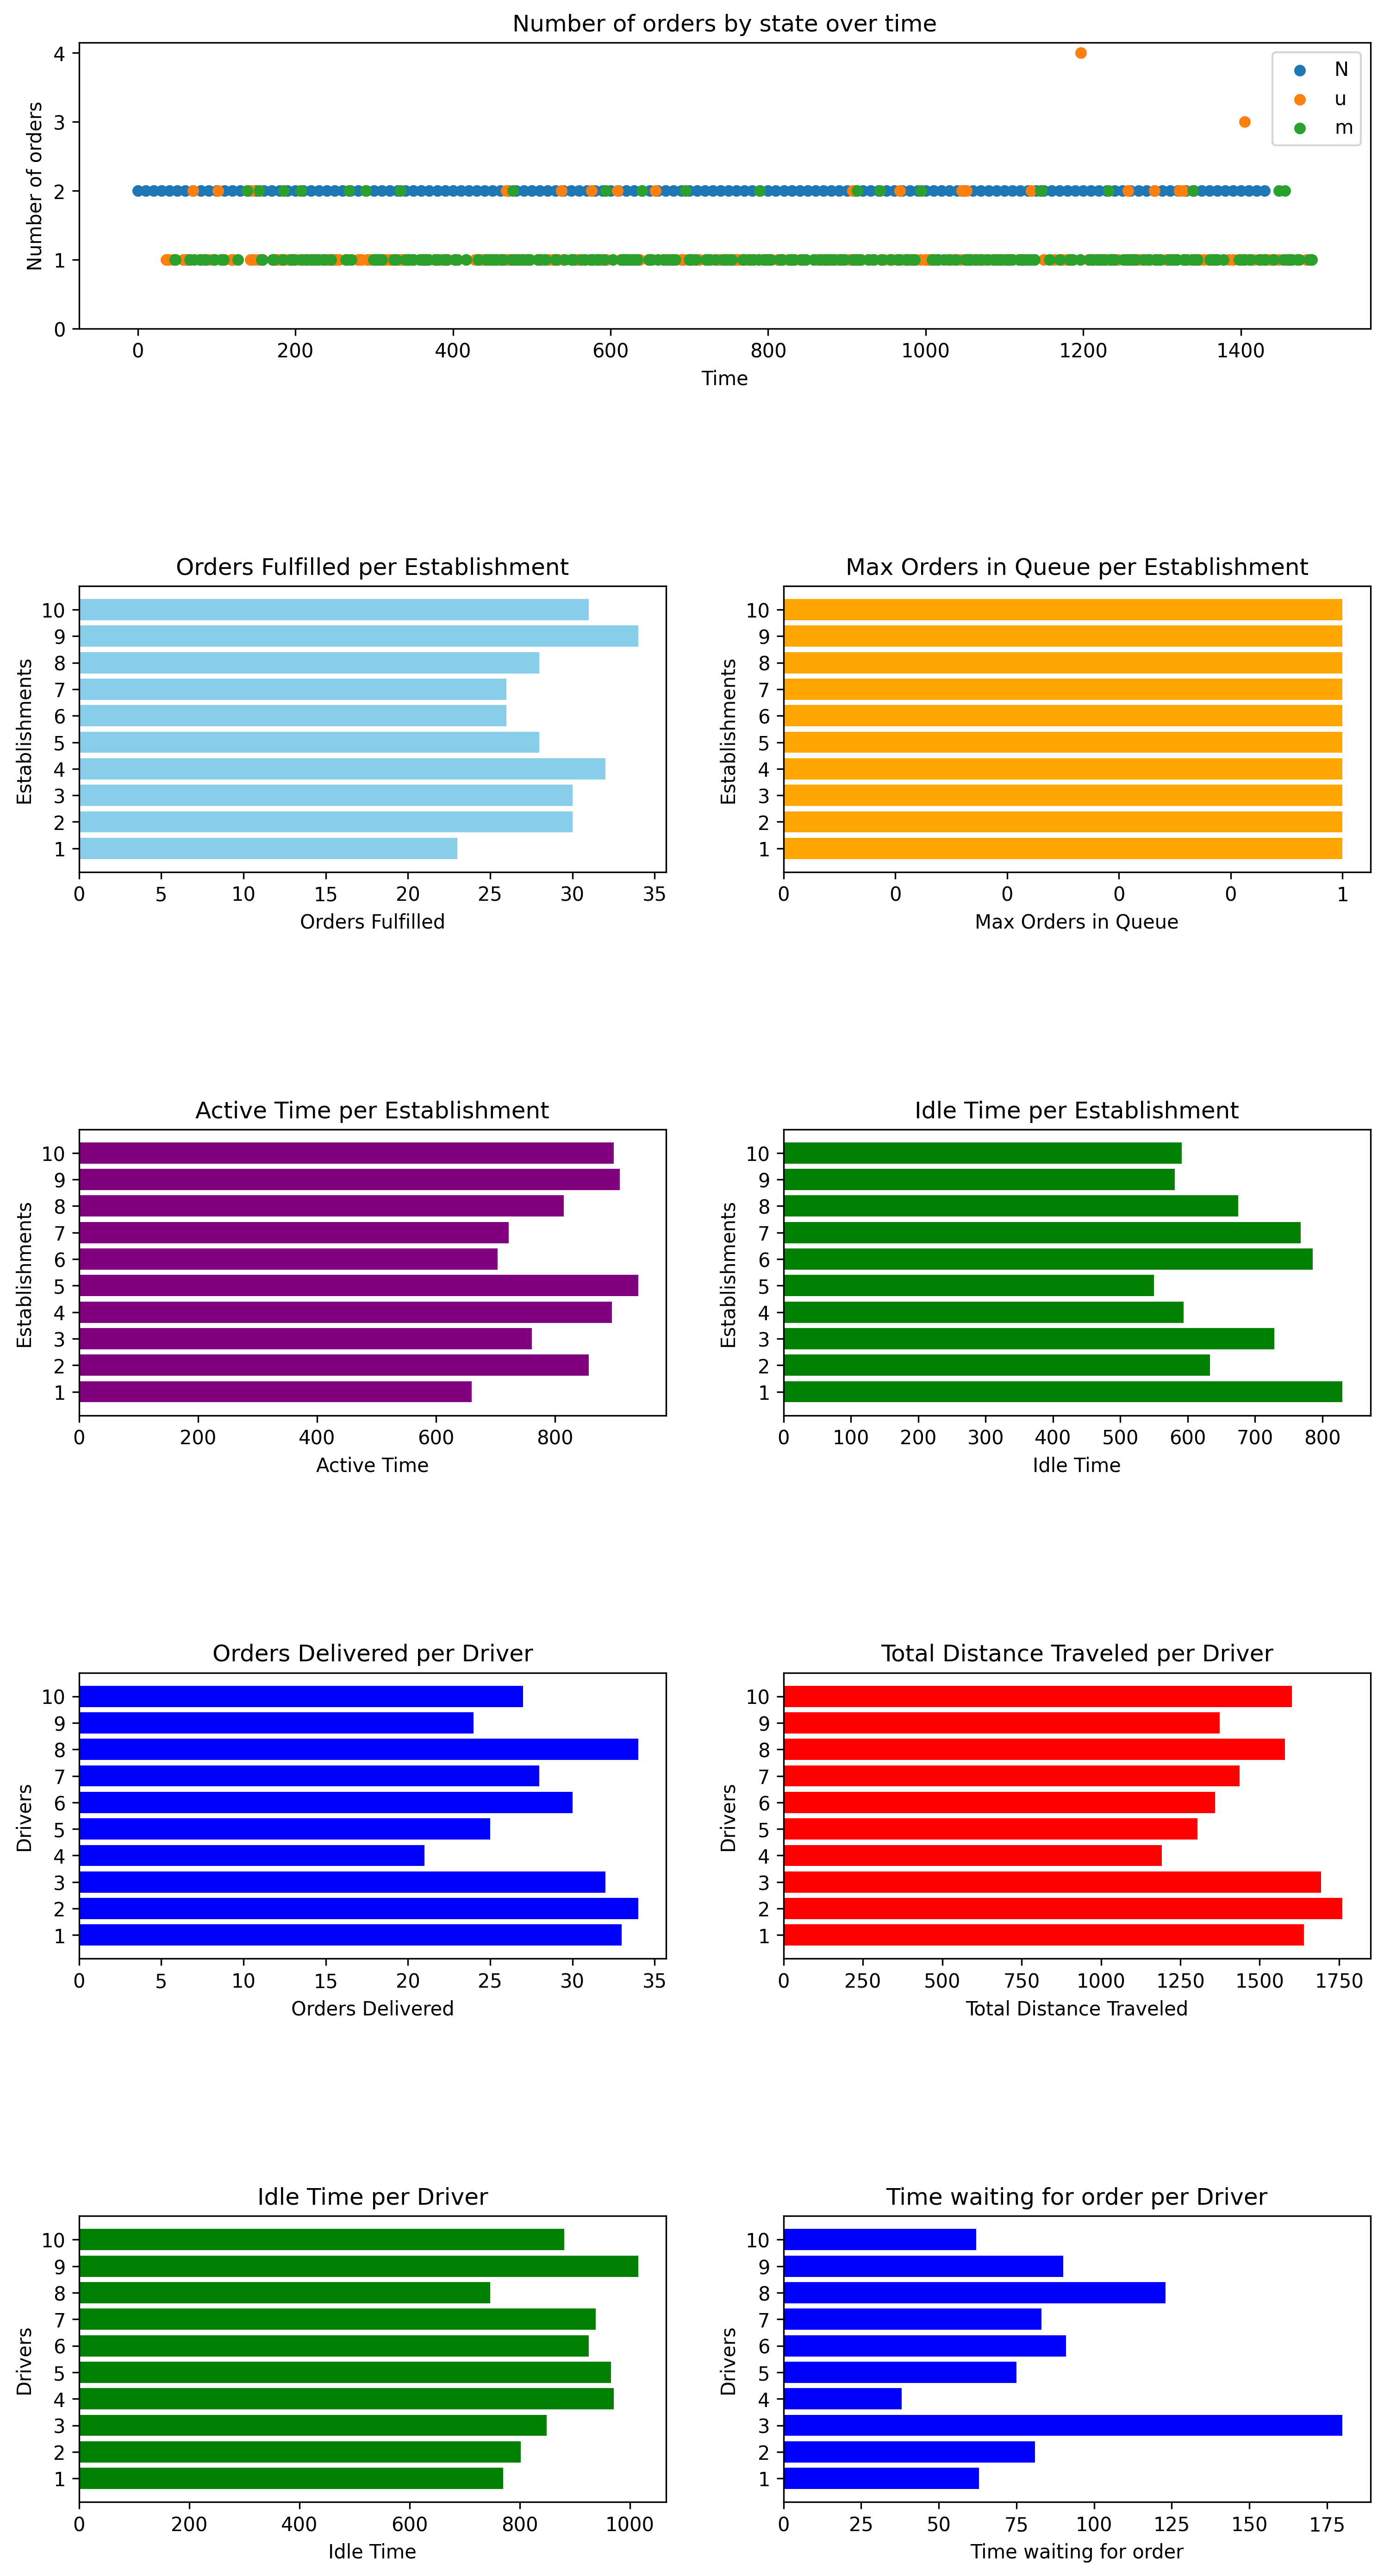 Number of orders by state over time
Number of orders
4
3
2
1
0
N
u
m
0 200 400 600 800 1000 1200 1400
Time
Orders Fulfilled per Establishment
Establishments
10
9
8
7
6
5
4
3
2
1
0 5 10 15 20 25 30 35
Orders Fulfilled
Max Orders in Queue per Establishment
Establishments
10
9
8
7
6
5
4
3
2
1
0 0 0 0 0 1
Max Orders in Queue
Active Time per Establishment
Establishments
10
9
8
7
6
5
4
3
2
1
0 200 400 600 800
Active Time
Idle Time per Establishment
Establishments
10
9
8
7
6
5
4
3
2
1
0 100 200 300 400 500 600 700 800
Idle Time
Orders Delivered per Driver
Drivers
10
9
8
7
6
5
4
3
2
1
0 5 10 15 20 25 30 35
Orders Delivered
Total Distance Traveled per Driver
Drivers
10
9
8
7
6
5
4
3
2
1
0 250 500 750 1000 1250 1500 1750
Total Distance Traveled
Idle Time per Driver
Drivers
10
9
8
7
6
5
4
3
2
1
0 200 400 600 800 1000
Idle Time
Time waiting for order per Driver
Drivers
10
9
8
7
6
5
4
3
2
1
0 25 50 75 100 125 150 175
Time waiting for order